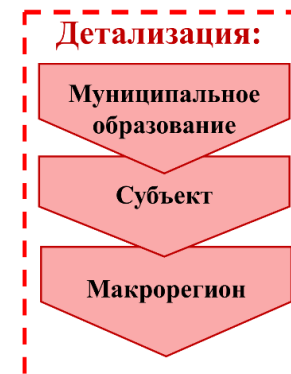 Детализация:
Муниципальное
образование
Субъект
Макрорегион